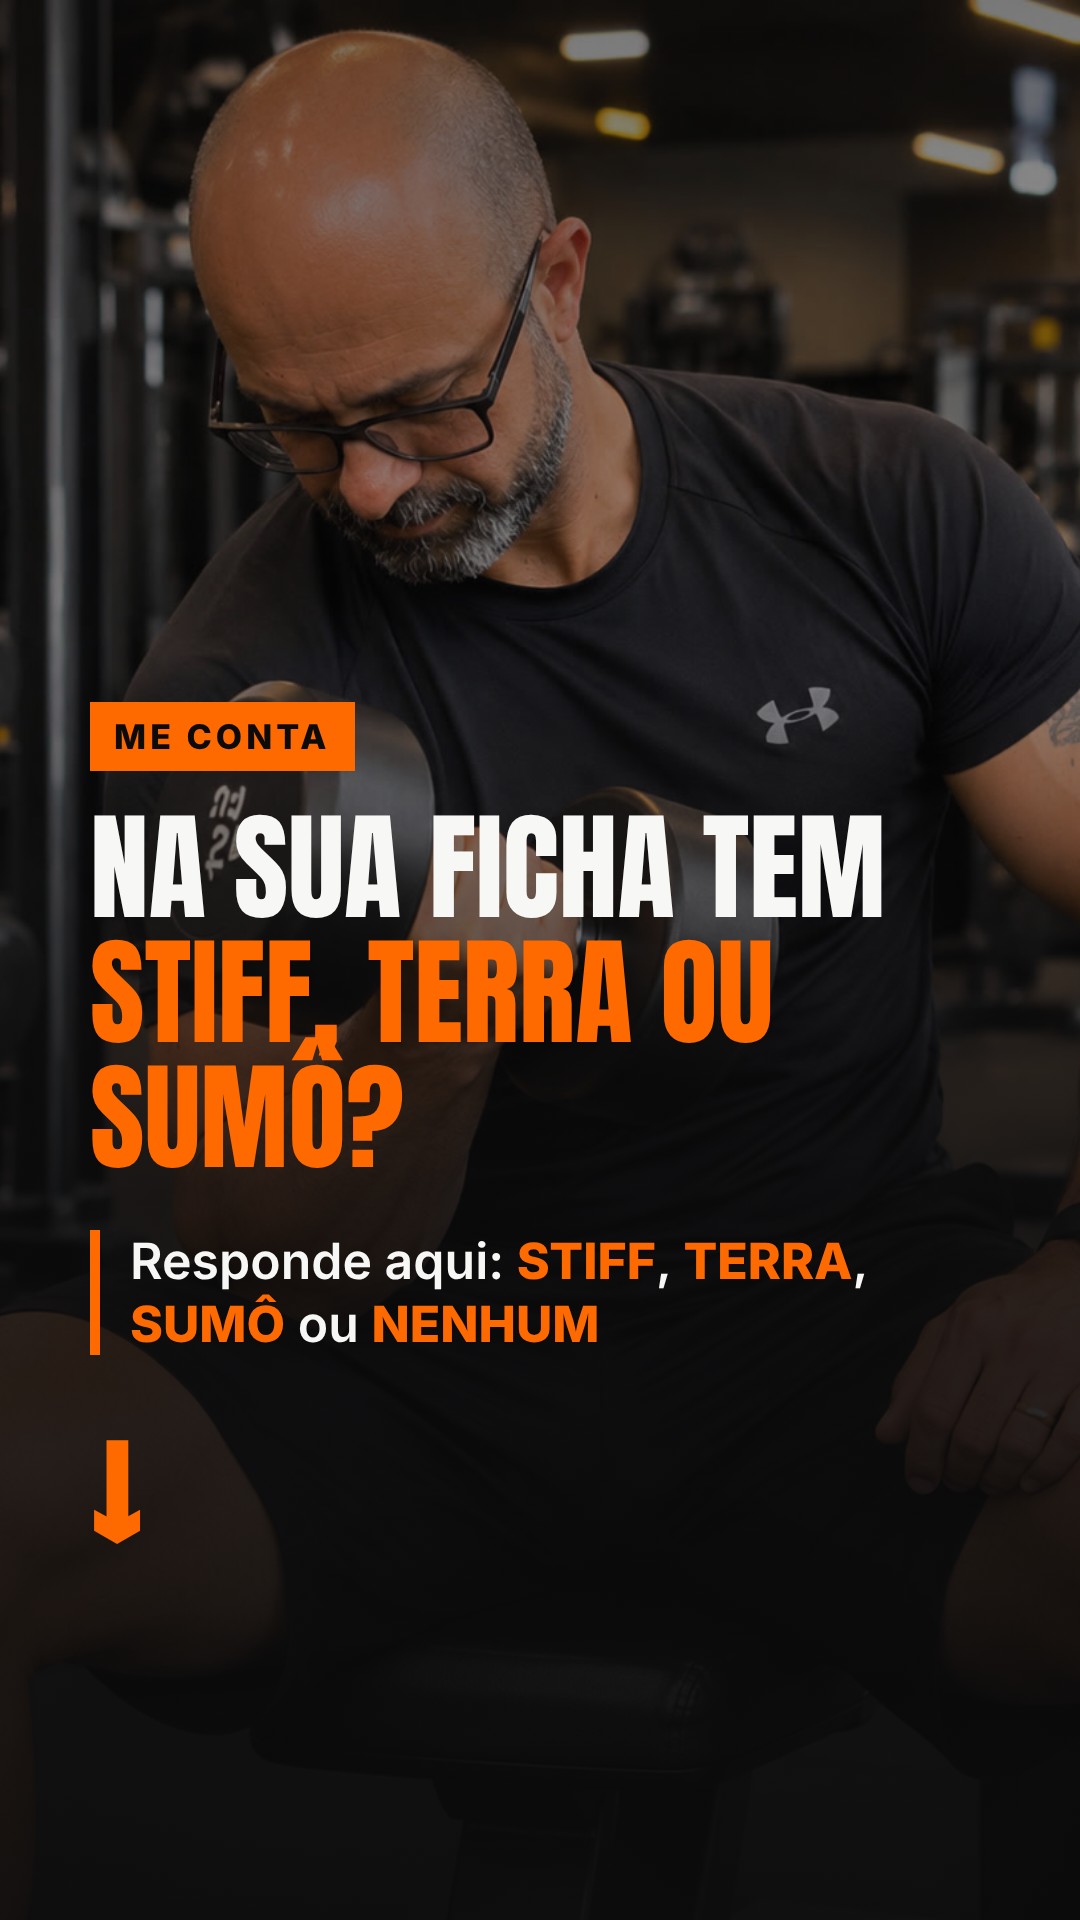 ME CONTA
NA SUA FICHA TEM
STIFF, TERRA OU
SUMÔ?
Responde aqui: STIFF, TERRA,
SUMÔ ou NENHUM